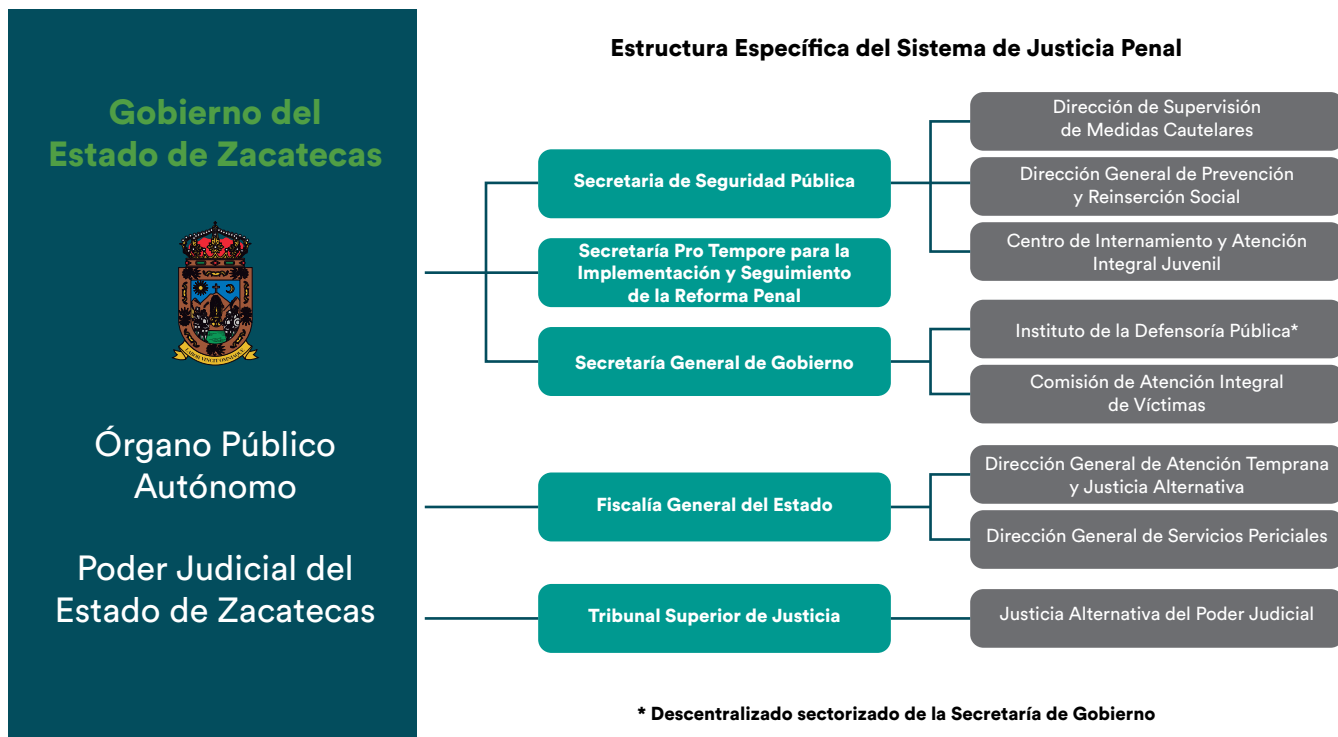 Estructura Específica del Sistema de Justicia Penal
Gobierno del
Estado de Zacatecas
LABOR VINCIT OMNIA
Órgano Público
Autónomo
Poder Judicial del
Estado de Zacatecas
Secretaria de Seguridad Pública
Secretaría Pro Tempore para la
Implementación y Seguimiento
de la Reforma Penal
Secretaría General de Gobierno
Fiscalía General del Estado
Tribunal Superior de Justicia
Dirección de Supervisión
de Medidas Cautelares
Dirección General de Prevención
y Reinserción Social
Centro de Internamiento y Atención
Integral Juvenil
Instituto de la Defensoría Pública*
Comisión de Atención Integral
de Víctimas
Dirección General de Atención Temprana
y Justicia Alternativa
Dirección General de Servicios Periciales
Justicia Alternativa del Poder Judicial
* Descentralizado sectorizado de la Secretaría de Gobierno